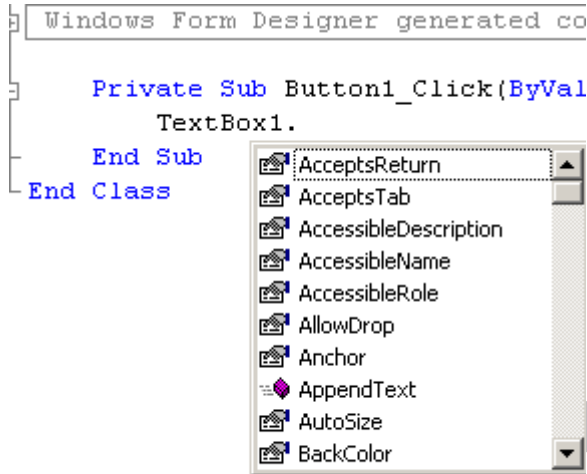 Windows Form Designer generated co
Private Sub Button1_Click(ByVal
TextBox1.
End Sub
End Class
AcceptsReturn
AcceptsTab
AccessibleDescription
AccessibleName
AccessibleRole
AllowDrop
Anchor
AppendText
AutoSize
BackColor